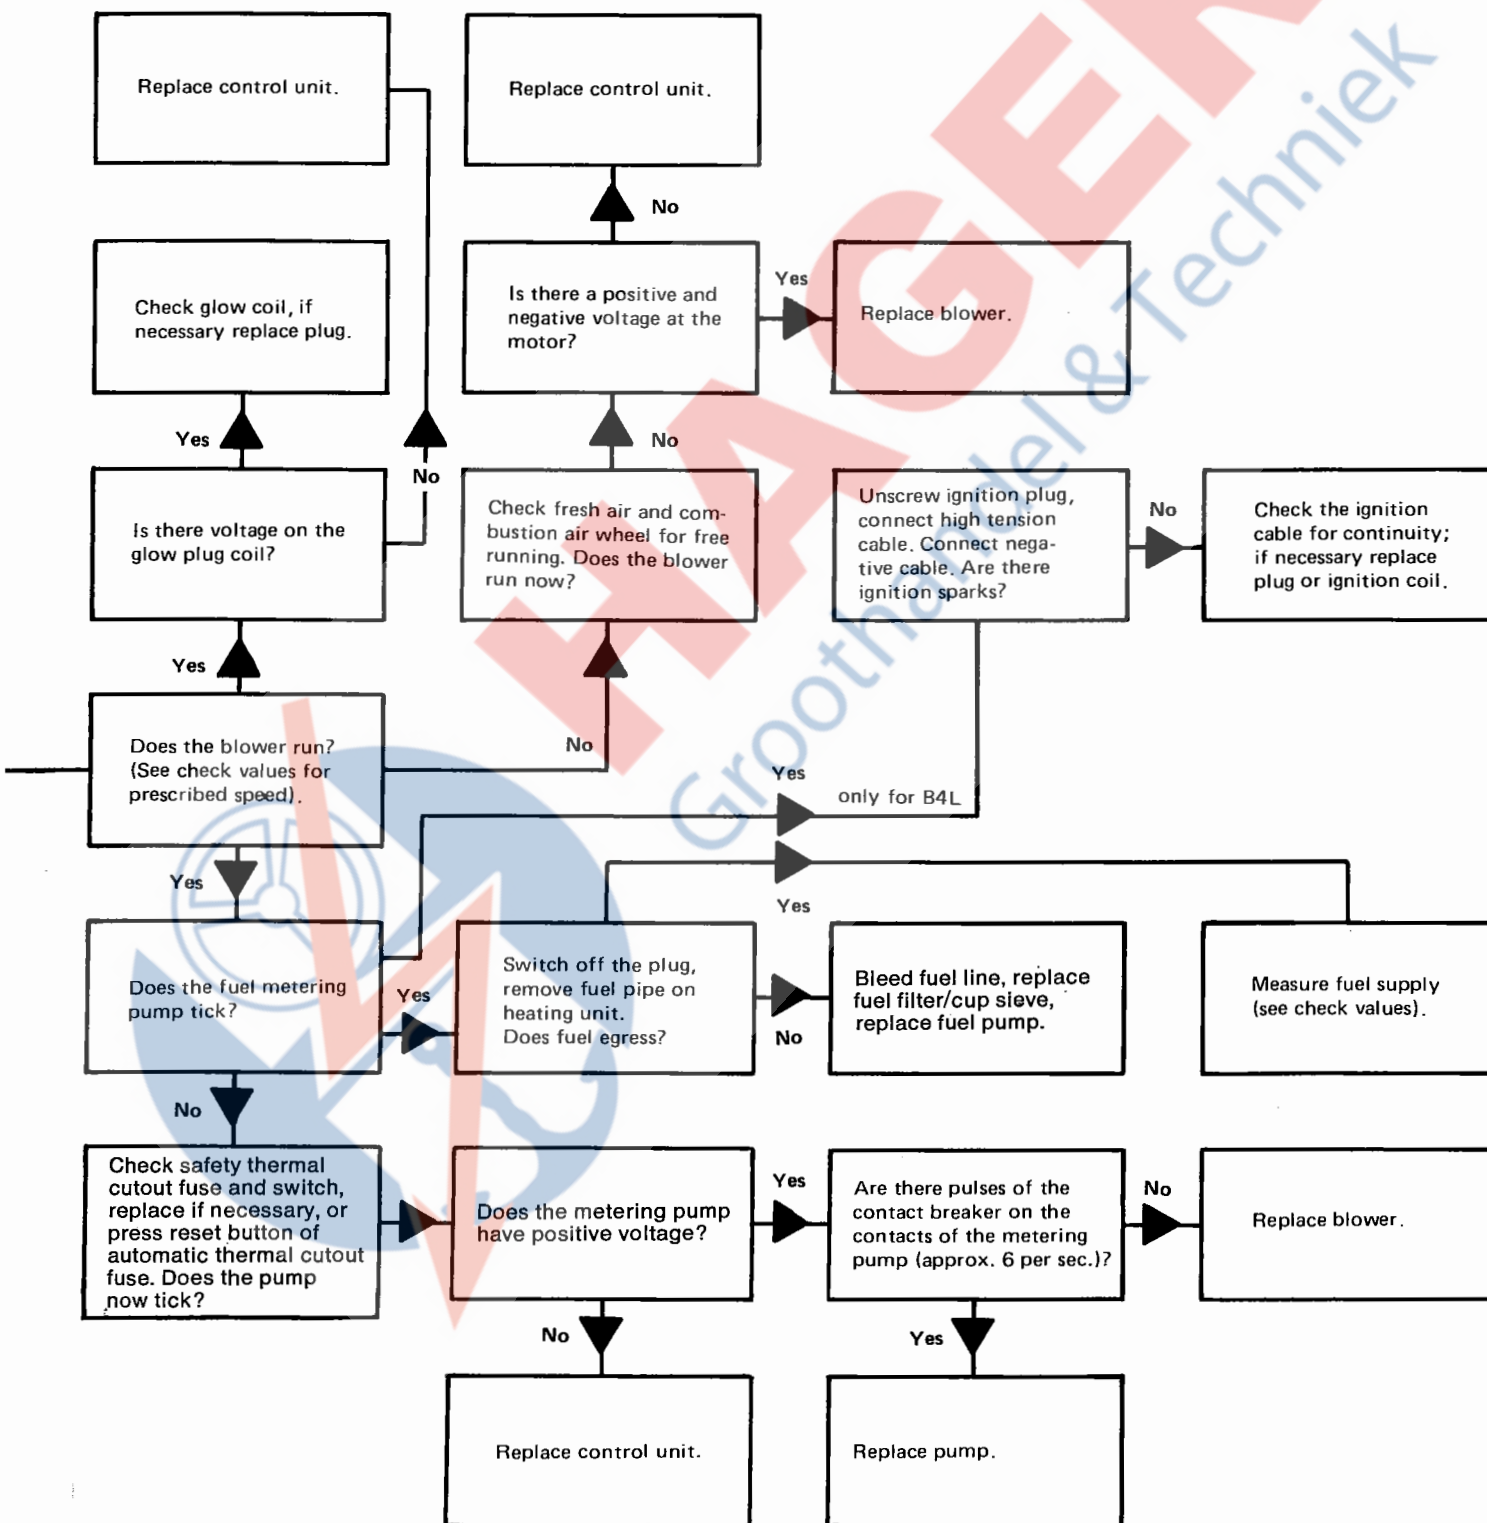 Replace control unit.
Replace control unit.
No
Check glow coil, if
necessary replace plug.
Is there a positive and
negative voltage at the
motor?
Yes
Replace blower.
Yes
No
No
Is there voltage on the
glow plug coil?
Check fresh air and com-
bustion air wheel for free
running. Does the blower
run now?
Unscrew ignition plug,
connect high tension
cable. Connect nega-
tive cable. Are there
ignition sparks?
No
Check the ignition
cable for continuity;
if necessary replace
plug or ignition coil.
Yes
Does the blower run?
(See check values for
prescribed speed).
No
Yes
only for B4L
Yes
Yes
Does the fuel metering
pump tick?
Yes
Switch off the plug,
remove fuel pipe on
heating unit.
Does fuel egress?
No
Bleed fuel line, replace
fuel filter/cup sieve,
replace fuel pump.
Measure fuel supply
(see check values).
No
Check safety thermal
cutout fuse and switch,
replace if necessary, or
press reset button of
automatic thermal cutout
fuse. Does the pump
now tick?
Does the metering pump
have positive voltage?
Yes
Are there pulses of the
contact breaker on the
contacts of the metering
pump (approx. 6 per sec.)?
No
Replace blower.
No
Yes
Replace control unit.
Replace pump.
HAGER
Groothandel & Techniek